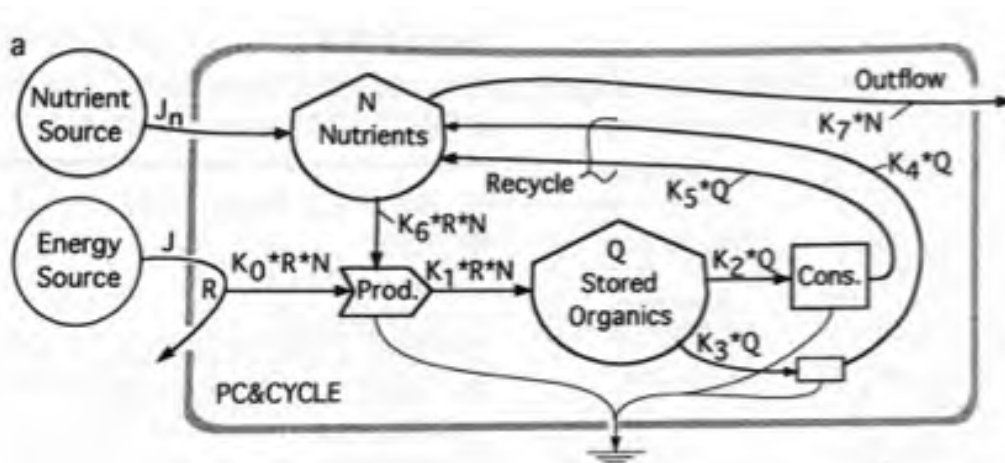 a
Nutrient
Source
Jn
N
Nutrients
Outflow
K7*N
K4*Q
Recycle
K5*Q
K6*R*N
Energy
Source
J
R
K0*R*N
Prod.
K1*R*N
Q
Stored
Organics
K2*Q
Cons.
K3*Q
PC&CYCLE